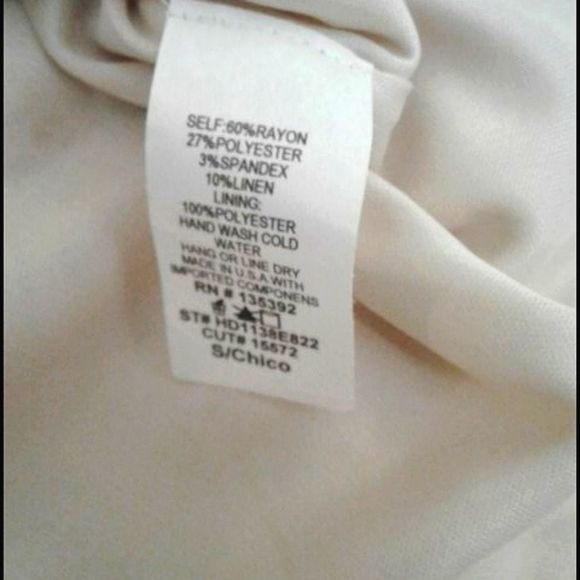 SELF:60%RAYON
27%POLYESTER
3%SPANDEX
10%LINEN
LINING:
100%POLYESTER
HAND WASH COLD
WATER
HANG OR LINE DRY
MADE IN U.S.A WITH
IMPORTED COMPONENS
RN # 135392
ST# HD1138E822
CUT# 15572
S/Chico